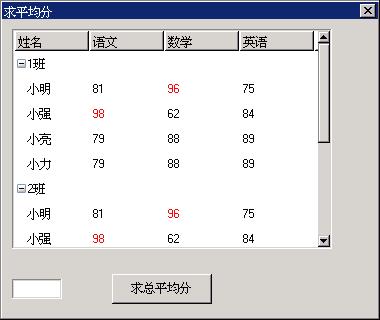 求平均分
姓名 语文 数学 英语
1班
小明 81 96 75
小强 98 62 84
小亮 79 88 89
小力 79 88 89
2班
小明 81 96 75
小强 98 62 84
求总平均分